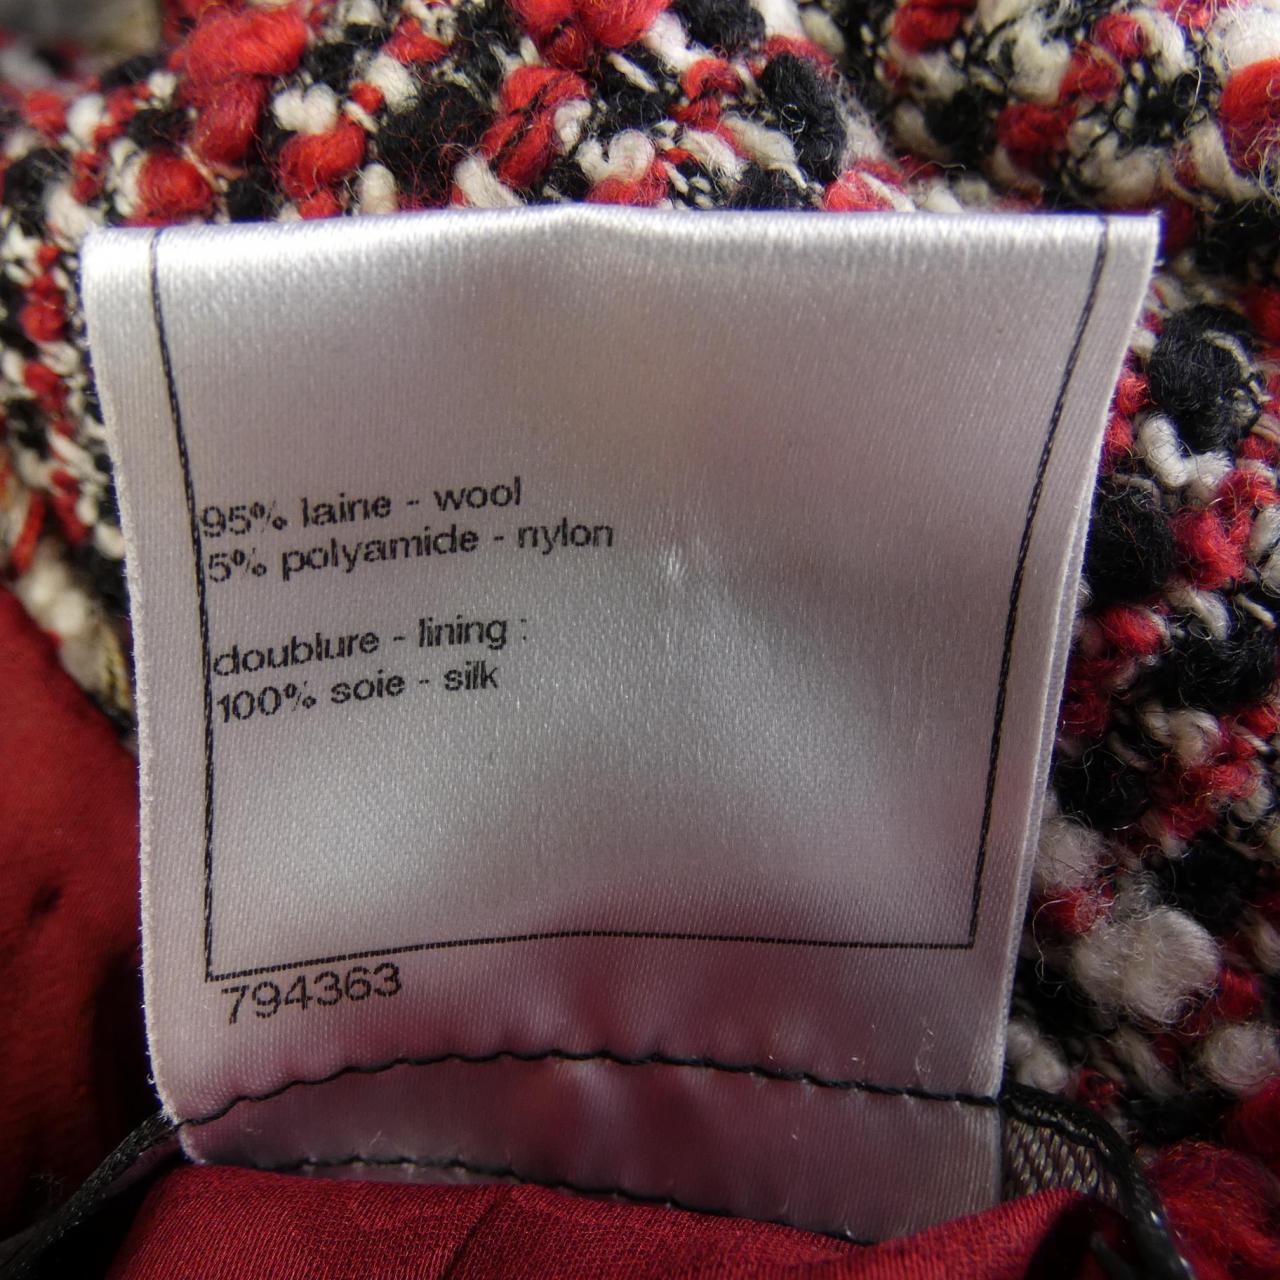 95% laine - wool
5% polyamide - nylon
doublure - lining :
100% soie - silk
794363